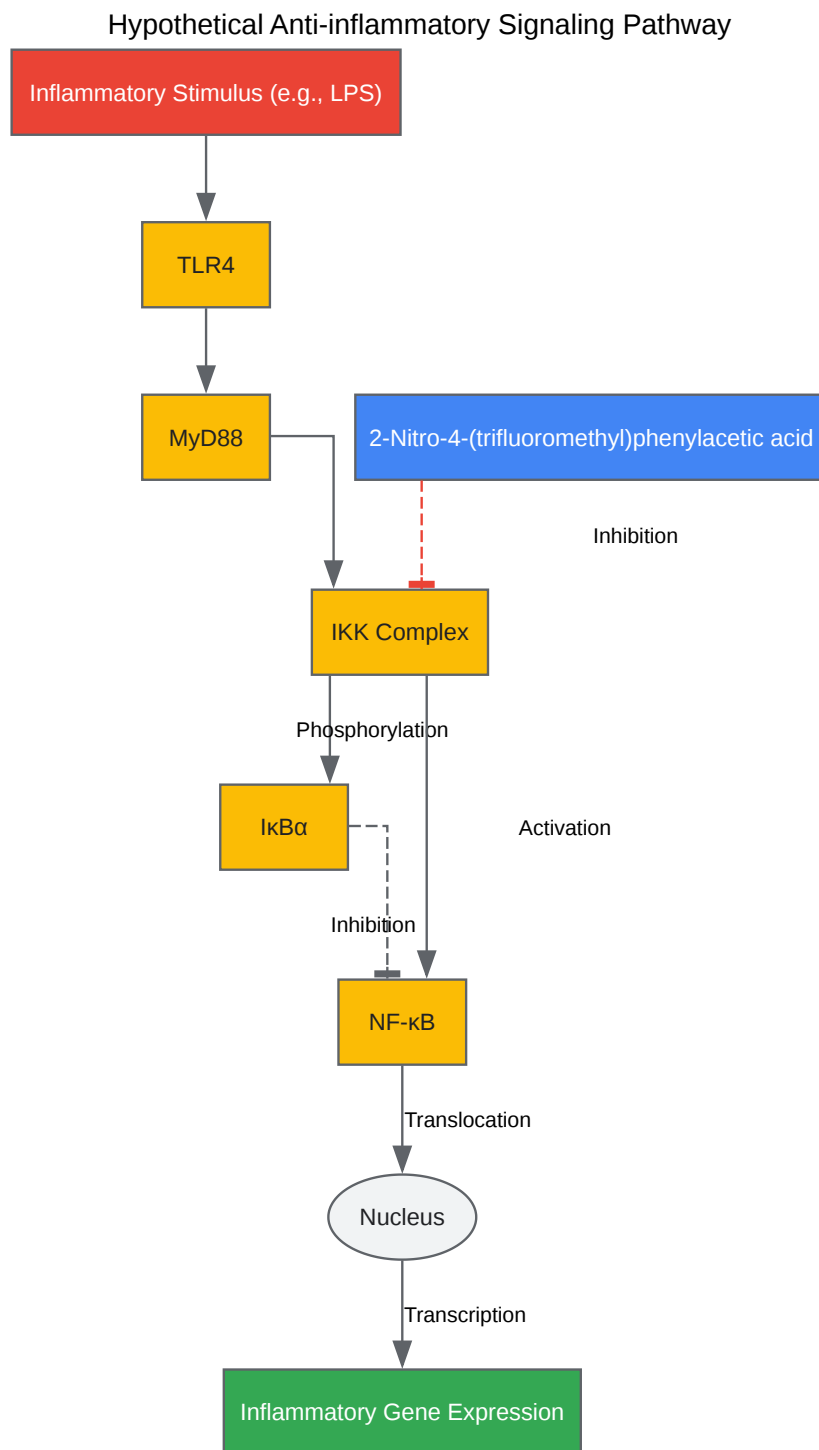 Hypothetical Anti-inflammatory Signaling Pathway
Inflammatory Stimulus (e.g., LPS)
TLR4
MyD88
2-Nitro-4-(trifluoromethyl)phenylacetic acid
Inhibition
IKK Complex
Phosphorylation
IκBα
Activation
Inhibition
NF-κB
Translocation
Nucleus
Transcription
Inflammatory Gene Expression